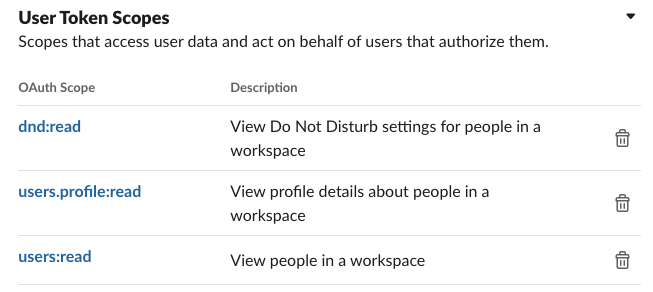 User Token Scopes
Scopes that access user data and act on behalf of users that authorize them.
OAuth Scope Description
dnd:read View Do Not Disturb settings for people in a
workspace
users.profile:read View profile details about people in a
workspace
users:read View people in a workspace